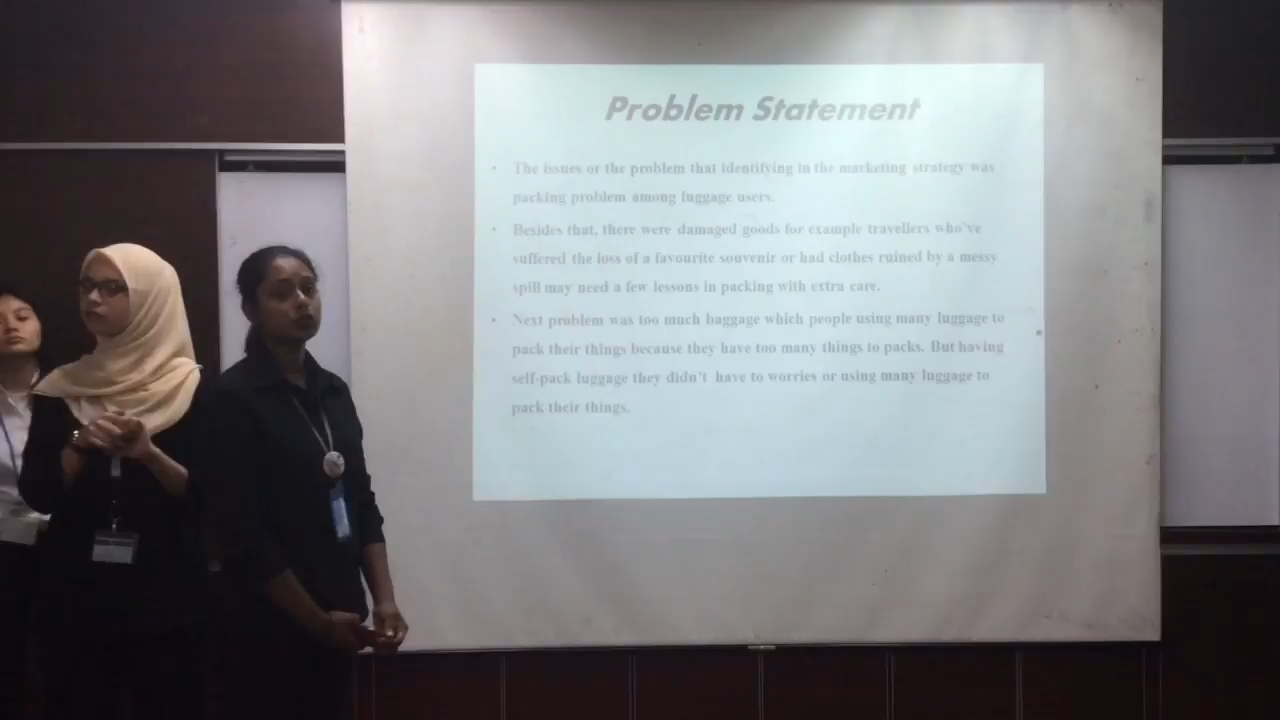 Problem Statement
• The issues or the problem that identifying in the marketing strategy was
packing problem among luggage users.
• Besides that, there were damaged goods for example travellers who've
suffered the loss of a favourite souvenir or had clothes ruined by a messy
spill may need a few lessons in packing with extra care.
• Next problem was too much baggage which people using many luggage to
pack their things because they have too many things to packs. But having
self-pack luggage they didn't have to worries or using many luggage to
pack their things.